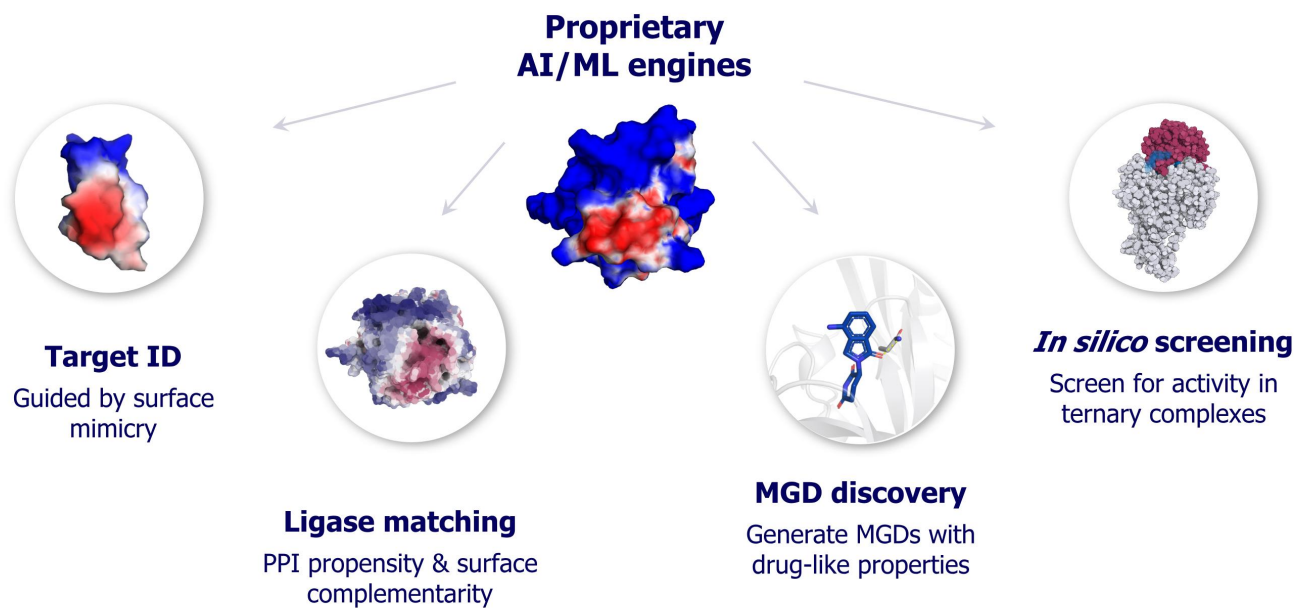 Proprietary
AI/ML engines
Target ID
Guided by surface
mimicry
Ligase matching
PPI propensity & surface
complementarity
MGD discovery
Generate MGDs with
drug-like properties
In silico screening
Screen for activity in
ternary complexes